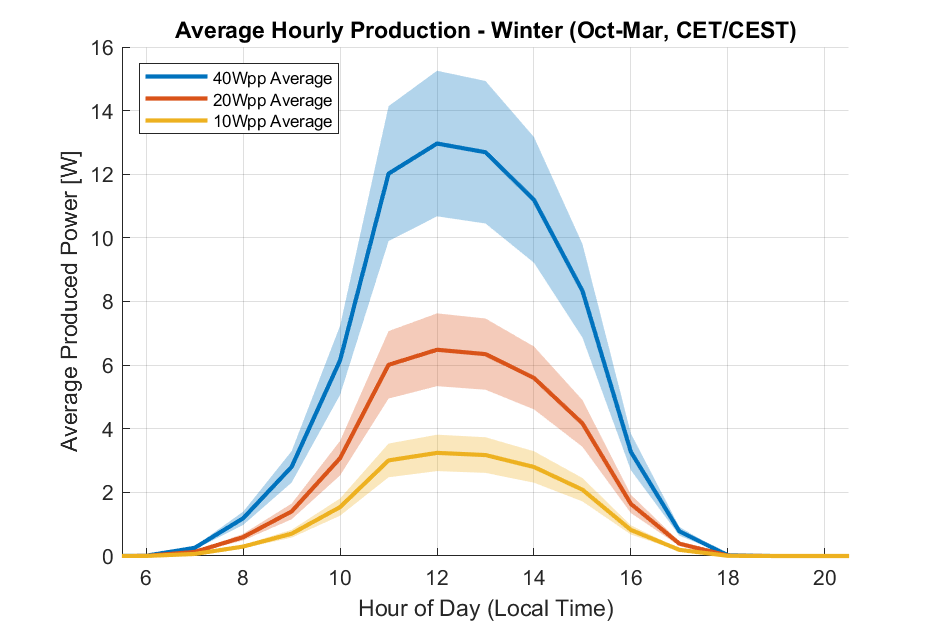 Average Hourly Production - Winter (Oct-Mar, CET/CEST)
40Wpp Average
20Wpp Average
10Wpp Average
Average Produced Power [W]
16
14
12
10
8
6
4
2
0
6 8 10 12 14 16 18 20
Hour of Day (Local Time)